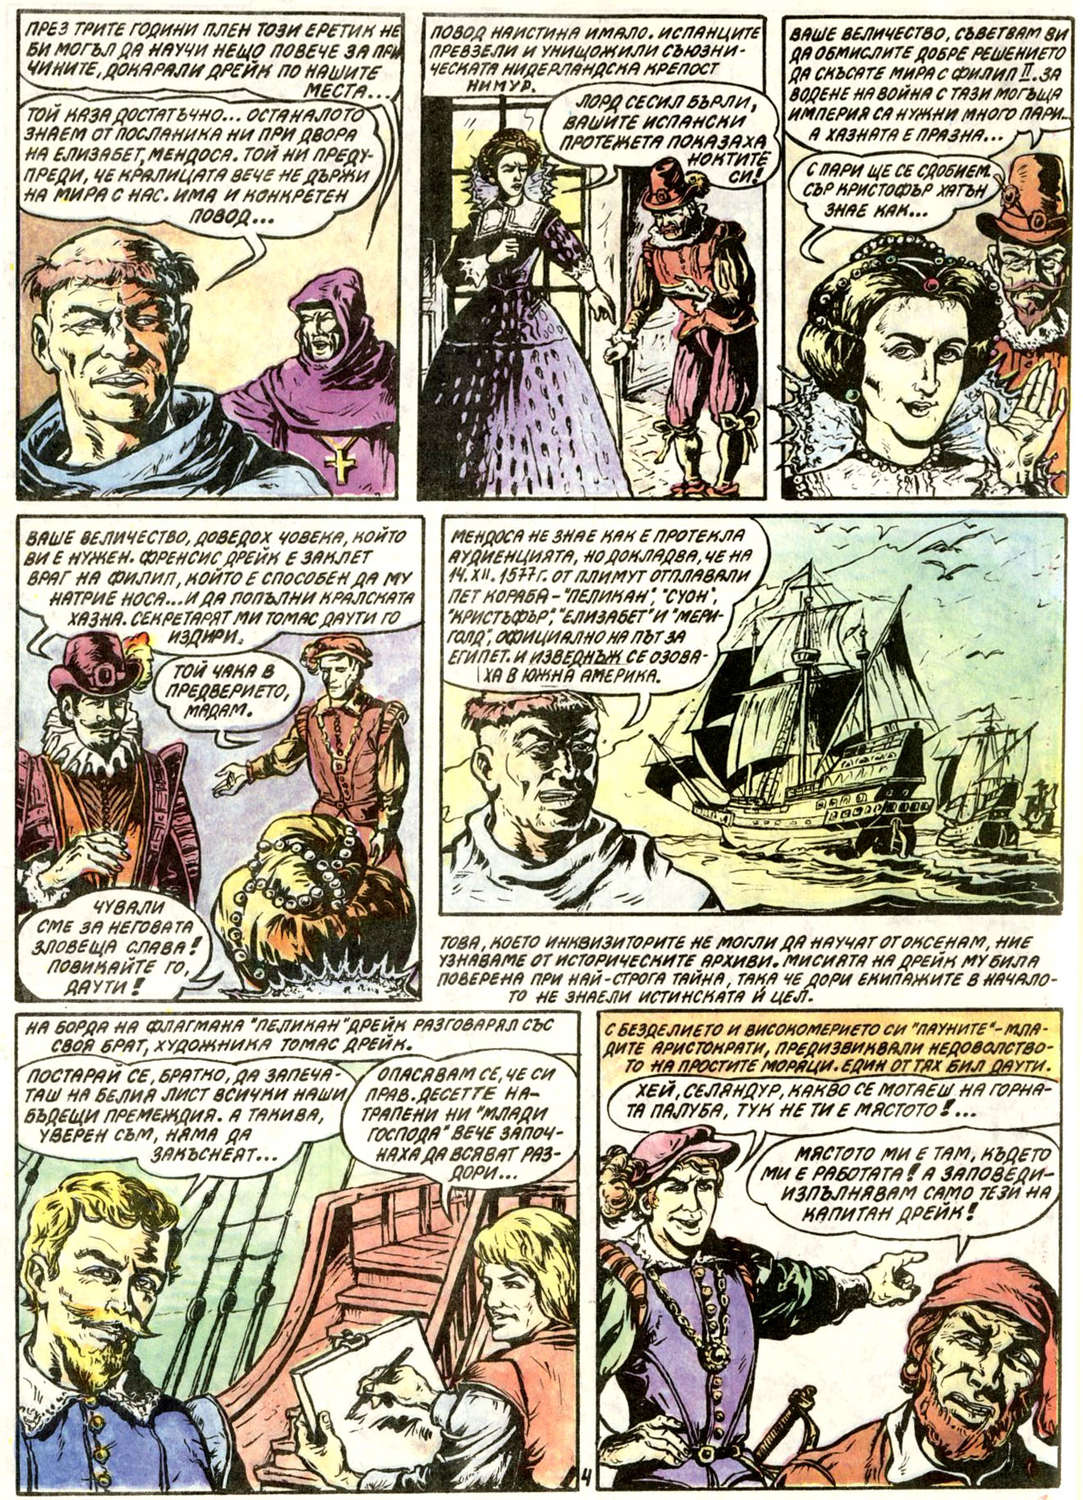 ПРЕЗ ТРИТЕ ГОДИНИ ПЛЕН ТОЗИ ЕРЕТИК НЕ
БИ МОГЪЛ ДА НАУЧИ НЕЩО ПОВЕЧЕ ЗА ПРИ
ЧИНИТЕ, ДОКАРАЛИ ДРЕЙК ПО НАШИТЕ
МЕСТА...
ТОЙ КАЗА ДОСТАТЪЧНО... ОСТАНАЛОТО
ЗНАЕМ ОТ ПОСЛАНИКА НИ ПРИ ДВОРА
НА ЕЛИЗАБЕТ, МЕНДОСА. ТОЙ НИ ПРЕДУ-
ПРЕДИ, ЧЕ КРАЛИЦАТА ВЕЧЕ НЕ ДЪРЖИ
НА МИРА С НАС. ИМА И КОНКРЕТЕН
ПОВОД...
ПОВОД НАИСТИНА ИМАЛО. ИСПАНЦИТЕ
ПРЕВЗЕЛИ И УНИЩОЖИЛИ СЪЮЗНИ-
ЧЕСКАТА НИДЕРЛАНДСКА КРЕПОСТ
НИМУР.
ЛОРД СЕСИЛ БЪРЛИ,
ВАШИТЕ ИСПАНСКИ
ПРОТЕЖЕТА ПОКАЗАХА
НОКТИТЕ
СИ!
ВАШЕ ВЕЛИЧЕСТВО, СЪВЕТВАМ ВИ
ДА ОБМИСЛИТЕ ДОБРЕ РЕШЕНИЕТО
ДА СКЪСАТЕ МИРА С ФИЛИП II. ЗА
ВОДЕНЕ НА ВОЙНА С ТАЗИ МОГЪЩА
ИМПЕРИЯ СА НУЖНИ МНОГО ПАРИ...
А ХАЗНАТА Е ПРАЗНА...
С ПАРИ ЩЕ СЕ СДОБИЕМ.
СЪР КРИСТОФЪР ХАТЪН
ЗНАЕ КАК...
ВАШЕ ВЕЛИЧЕСТВО, ДОВЕДОХ ЧОВЕКА, КОЙТО
ВИ Е НУЖЕН. ФРЕНСИС ДРЕЙК Е ЗАКЛЕТ
ВРАГ НА ФИЛИП, КОЙТО Е СПОСОБЕН ДА МУ
НАТРИЕ НОСА... И ДА ПОПЪЛНИ КРАЛСКАТА
ХАЗНА. СЕКРЕТАРЯТ МИ ТОМАС ДАУТИ ГО
ИЗДИРИ.
ТОЙ ЧАКА В
ПРЕДВЕРИЕТО,
МАДАМ.
ЧУВАЛИ
СМЕ ЗА НЕГОВАТА
ЗЛОВЕЩА СЛАВА!
ПОВИКАЙТЕ ГО,
ДАУТИ!
МЕНДОСА НЕ ЗНАЕ КАК Е ПРОТЕКЛА
АУДИЕНЦИЯТА, НО ДОКЛАДВА, ЧЕ НА
14. XII. 1577 г. ОТ ПЛИМУТ ОТПЛАВАЛИ
ПЕТ КОРАБА - "ПЕЛИКАН", "СУОН",
"КРИСТЪФЪР", "ЕЛИЗАБЕТ" И "МЕРИ-
ГОЛД", ОФИЦИАЛНО НА ПЪТ ЗА
ЕГИПЕТ. И ИЗВЕДНЪЖ СЕ ОЗОВА-
ХА В ЮЖНА АМЕРИКА.
ТОВА, КОЕТО ИНКВИЗИТОРИТЕ НЕ МОГЛИ ДА НАУЧАТ ОТ ОКСЕНАМ, НИЕ
УЗНАВАМЕ ОТ ИСТОРИЧЕСКИТЕ АРХИВИ. МИСИЯТА НА ДРЕЙК МУ БИЛА
ПОВЕРЕНА ПРИ НАЙ-СТРОГА ТАЙНА, ТАКА ЧЕ ДОРИ ЕКИПАЖИТЕ В НАЧАЛО-
ТО НЕ ЗНАЕЛИ ИСТИНСКАТА Й ЦЕЛ.
НА БОРДА НА ФЛАГМАНА "ПЕЛИКАН" ДРЕЙК РАЗГОВАРЯЛ СЪС
СВОЯ БРАТ, ХУДОЖНИКА ТОМАС ДРЕЙК.
ПОСТАРАЙ СЕ, БРАТКО, ДА ЗАПЕЧА-
ТАШ НА БЕЛИЯ ЛИСТ ВСИЧКИ НАШИ
БЪДЕЩИ ПРЕМЕЖДИЯ. А ТАКИВА,
УВЕРЕН СЪМ, НАМА ДА
ЗАКЪСНЕЯТ...
ОПАСЯВАМ СЕ, ЧЕ СИ
ПРАВ. ДЕСЕТТЕ НА-
ТРАПЕНИ НИ "МЛАДИ
ГОСПОДА" ВЕЧЕ ЗАПОЧ-
НАХА ДА ВСЯВАТ РАЗ-
ДОРИ...
4
С БЕЗДЕЛИЕТО И ВИСОКОМЕРИЕТО СИ "ПАУНИТЕ" - МЛА-
ДИТЕ АРИСТОКРАТИ, ПРЕДИЗВИКВАЛИ НЕДОВОЛСТВО-
ТО НА ПРОСТИТЕ МОРЯЦИ. ЕДИН ОТ ТЯХ БИЛ ДАУТИ.
ХЕЙ, СЕЛЯНДУР, КАКВО СЕ МОТАЕШ НА ГОРНА-
ТА ПАЛУБА, ТУК НЕ ТИ Е МЯСТОТО!...
МЯСТОТО МИ Е ТАМ, КЪДЕТО
МИ Е РАБОТАТА! А ЗАПОВЕДИ-
ИЗПЪЛНЯВАМ САМО ТЕЗИ НА
КАПИТАН ДРЕЙК!